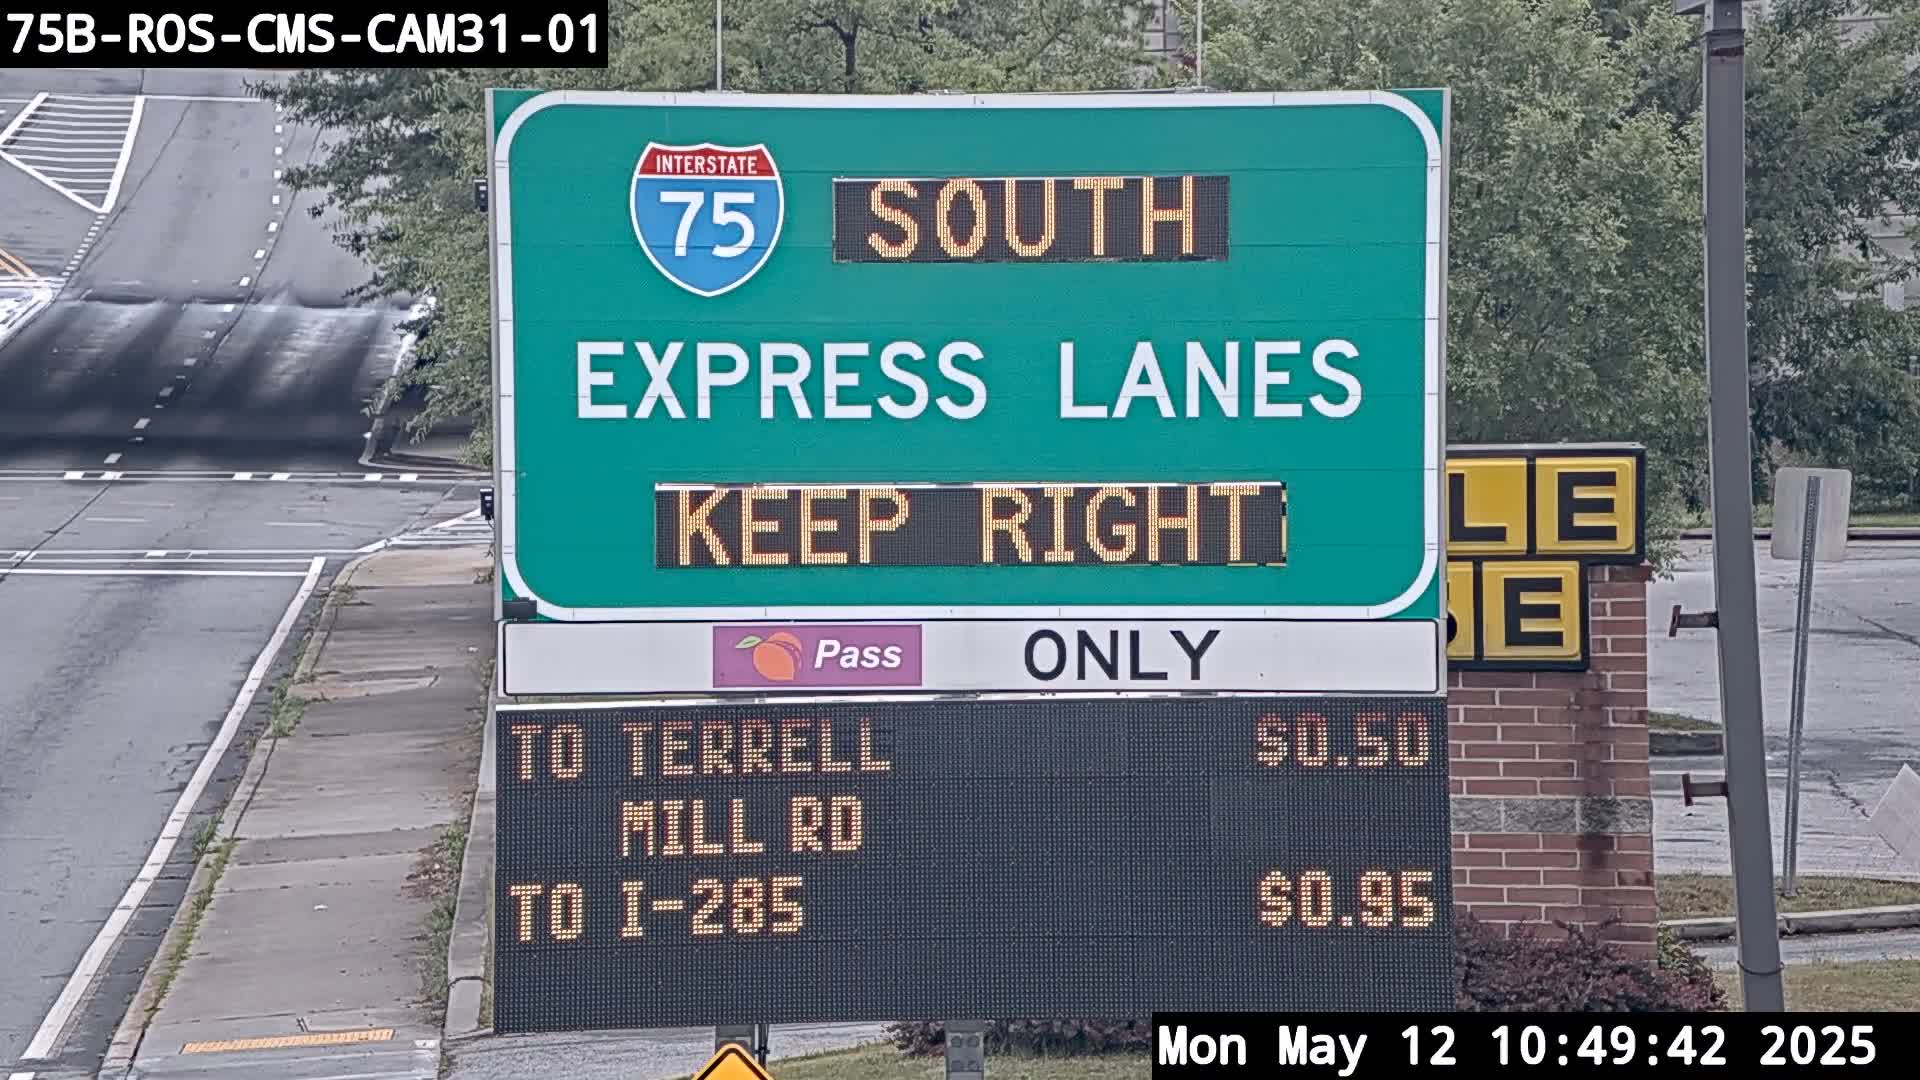 75B-ROS-CMS-CAM31-01
INTERSTATE
75
SOUTH
EXPRESS LANES
KEEP RIGHT
Pass ONLY
TO TERRELL $0.50
MILL RD
TO I-285 $0.95
LE
E
Mon May 12 10:49:42 2025